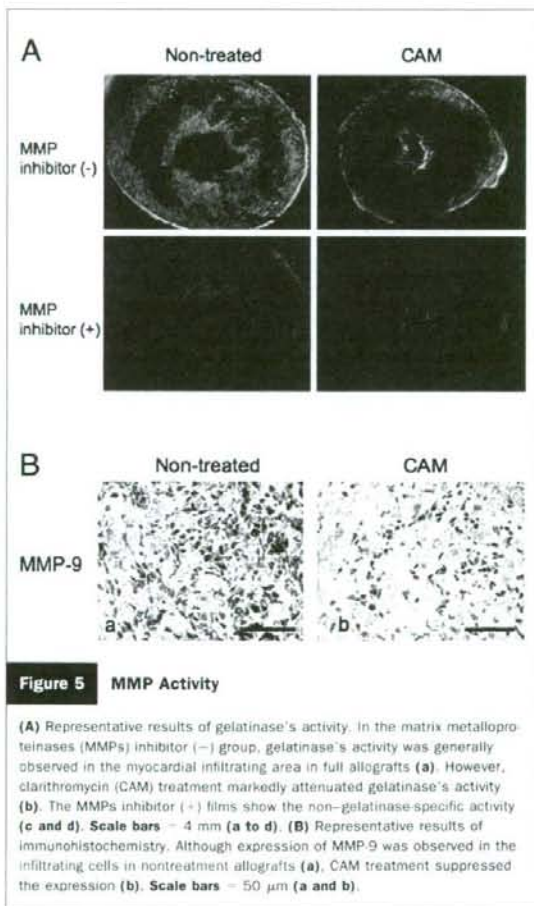 A
Non-treated
CAM
MMP
inhibitor (-)
MMP
inhibitor (+)
B
Non-treated
CAM
MMP-9
a
b
Figure 5 MMP Activity
(A) Representative results of gelatinase's activity. In the matrix metallopro-
teinases (MMPs) inhibitor (−) group, gelatinase's activity was generally
observed in the myocardial infiltrating area in full allografts (a). However,
clarithromycin (CAM) treatment markedly attenuated gelatinase's activity
(b). The MMPs inhibitor (+) films show the non–gelatinase-specific activity
(c and d). Scale bars = 4 mm (a to d). (B) Representative results of
immunohistochemistry. Although expression of MMP-9 was observed in the
infiltrating cells in nontreatment allografts (a), CAM treatment suppressed
the expression (b). Scale bars = 50 μm (a and b).